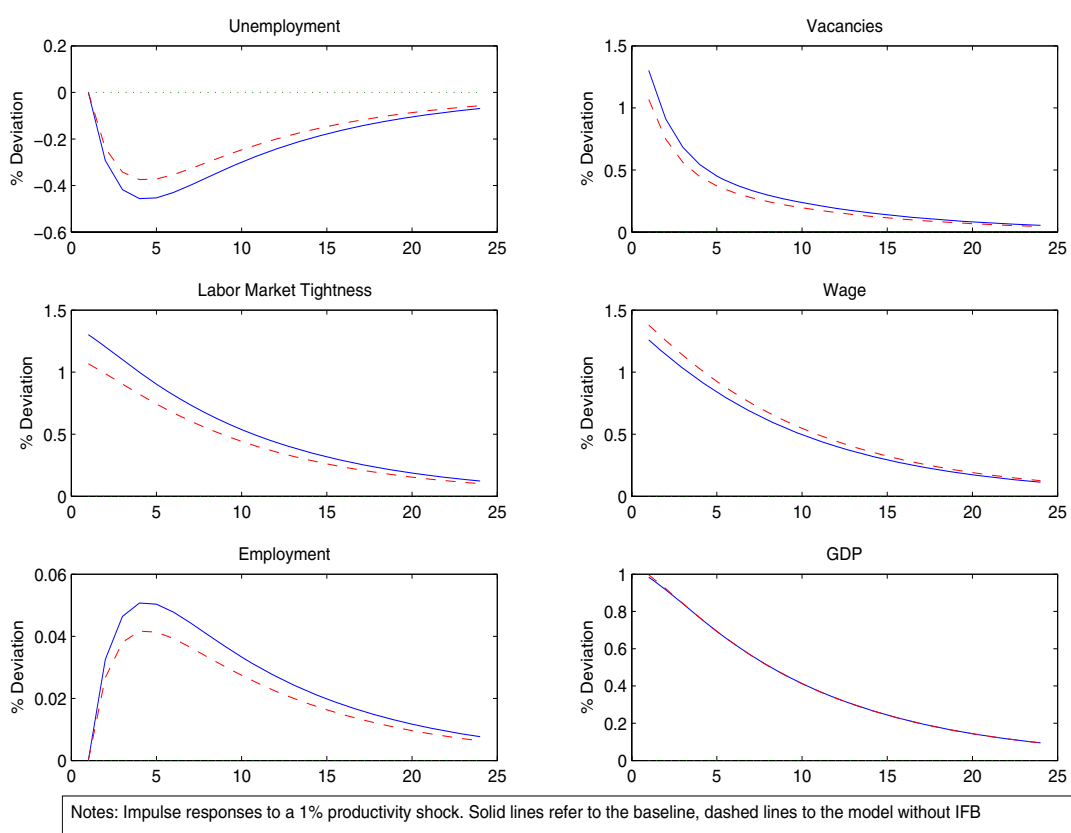 Unemployment
% Deviation
0.2
0
−0.2
−0.4
−0.6
0 5 10 15 20 25
Vacancies
% Deviation
1.5
1
0.5
0
0 5 10 15 20 25
Labor Market Tightness
% Deviation
1.5
1
0.5
0
0 5 10 15 20 25
Wage
% Deviation
1.5
1
0.5
0
0 5 10 15 20 25
Employment
% Deviation
0.06
0.04
0.02
0
0 5 10 15 20 25
GDP
% Deviation
1
0.8
0.6
0.4
0.2
0
0 5 10 15 20 25
Notes: Impulse responses to a 1% productivity shock. Solid lines refer to the baseline, dashed lines to the model without IFB